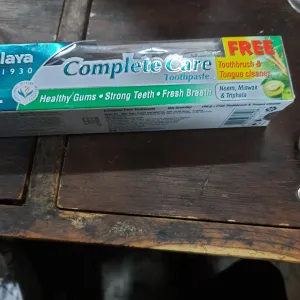 laya
1930
Complete Care
Toothpaste
Healthy Gums • Strong Teeth • Fresh Breath
FREE
Toothbrush &
Tongue cleaner
Neem, Miswak
& Triphala